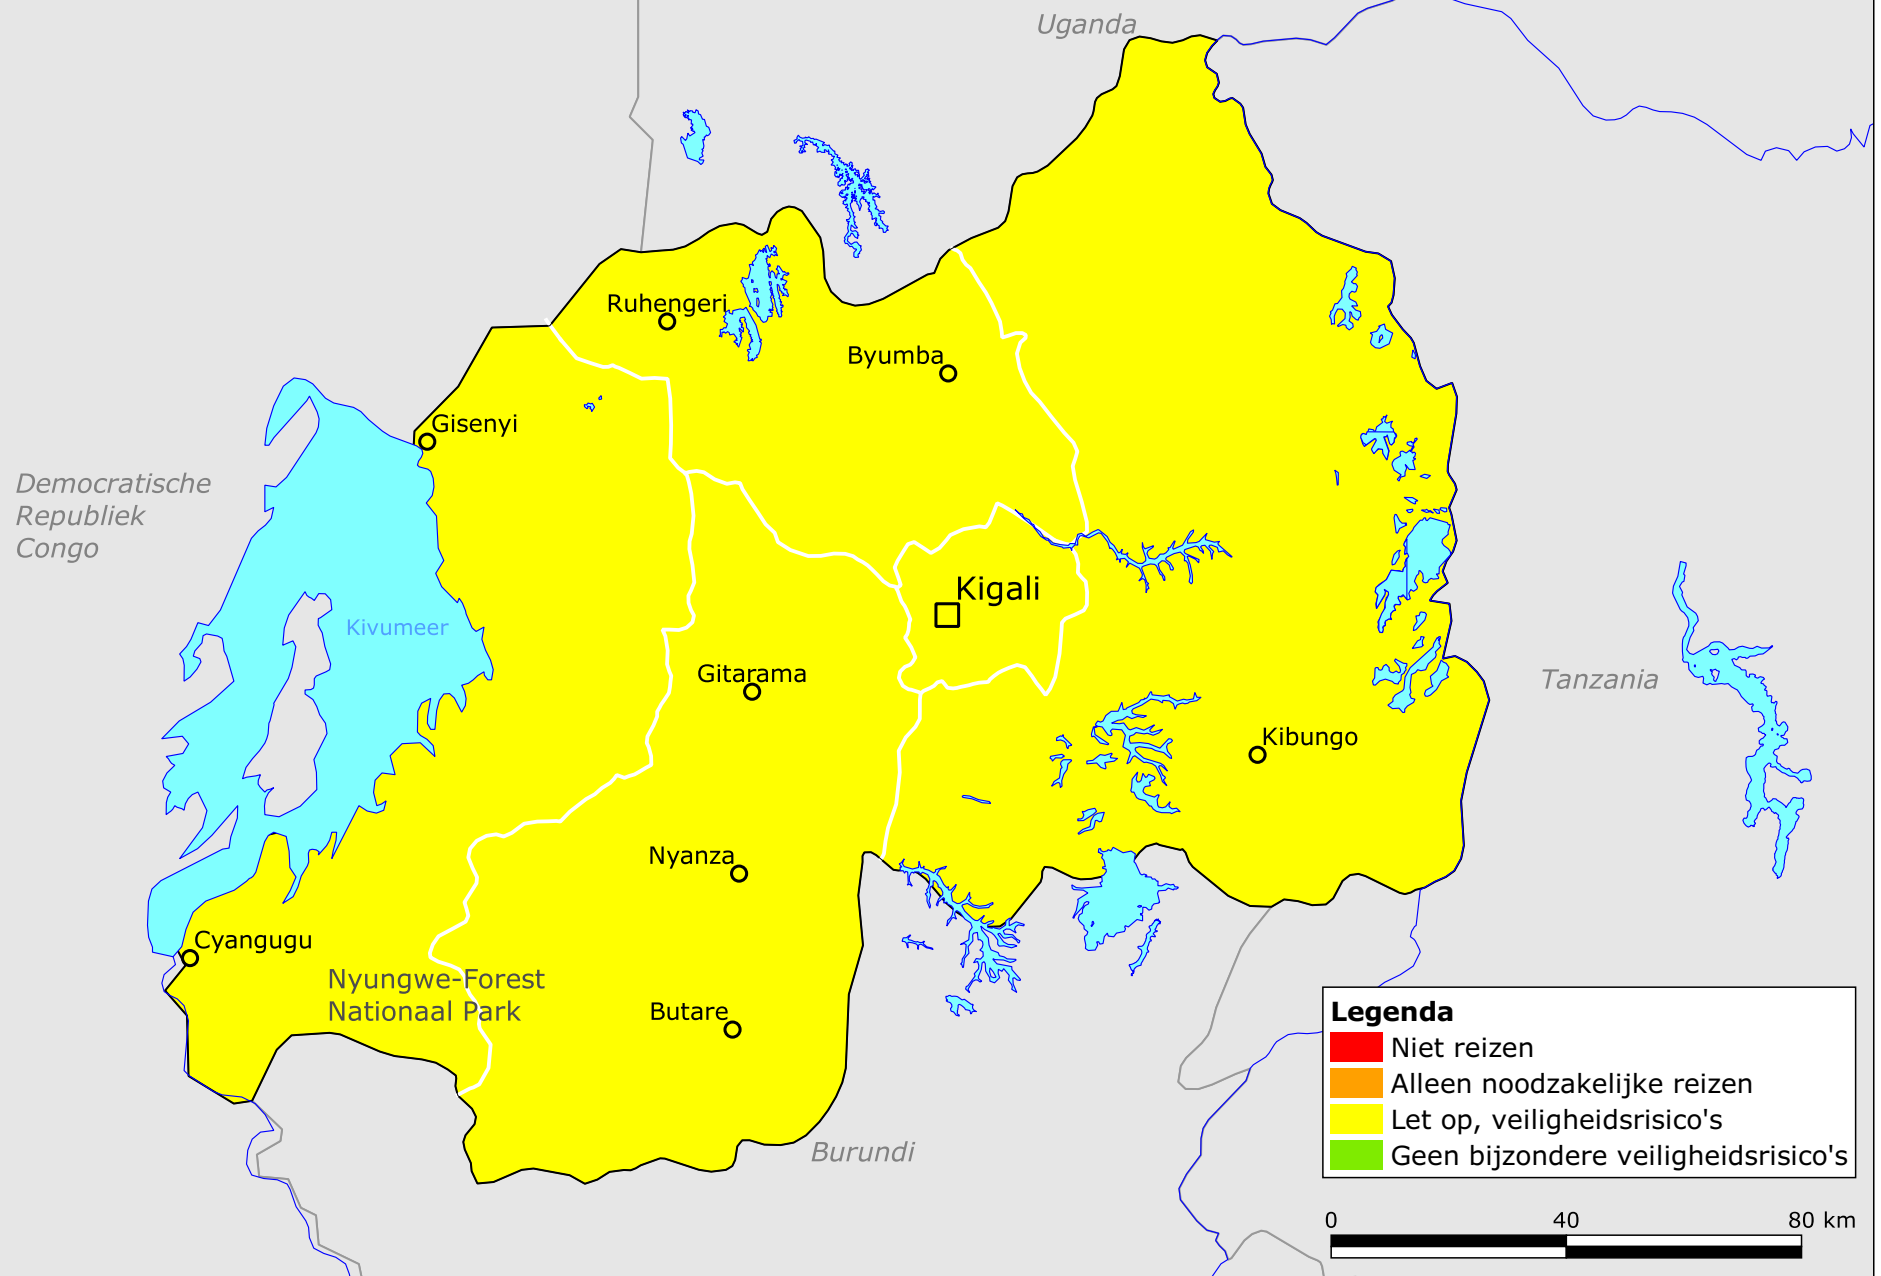 Uganda
Ruhengeri
Byumba
Gisenyi
Democratische
Republiek
Congo
Kigali
Kivumeer
Gitarama
Tanzania
Kibungo
Nyanza
Cyangugu
Nyungwe-Forest
Nationaal Park
Butare
Burundi
Legenda
Niet reizen
Alleen noodzakelijke reizen
Let op, veiligheidsrisico's
Geen bijzondere veiligheidsrisico's
0 40 80 km